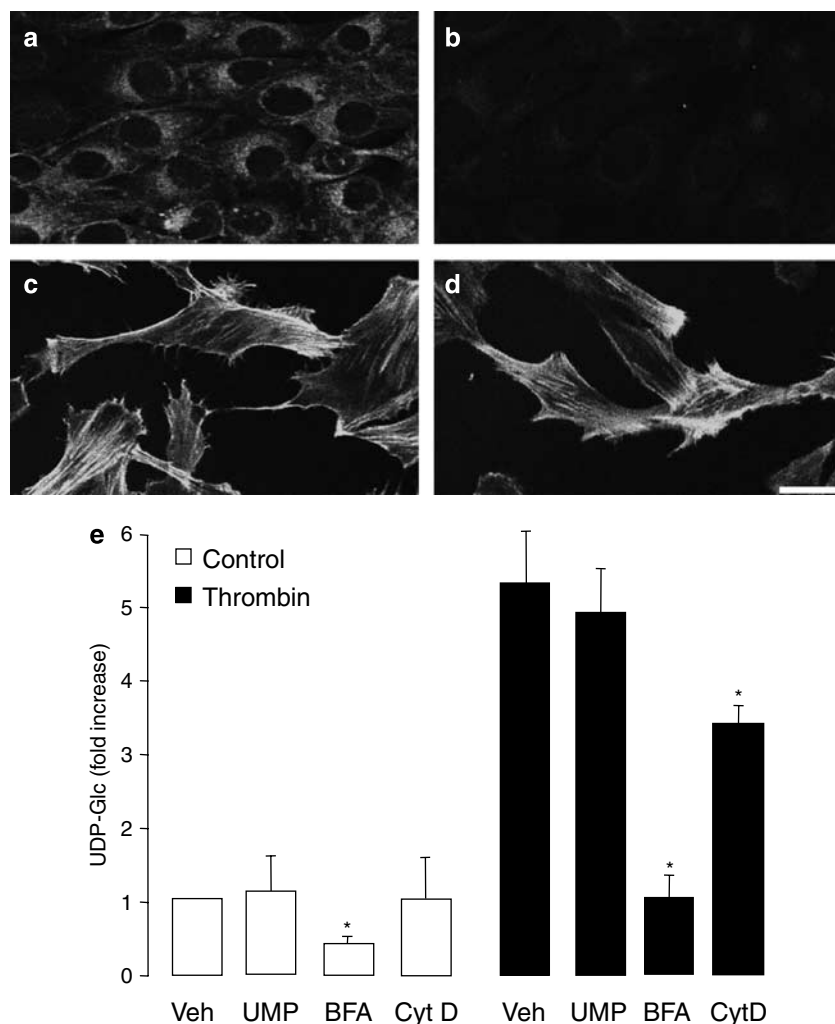 a
b
c
d
e
6
5
4
3
2
1
0
UDP-Glc (fold increase)
Control
Thrombin
*
*
*
Veh UMP BFA Cyt D Veh UMP BFA CytD